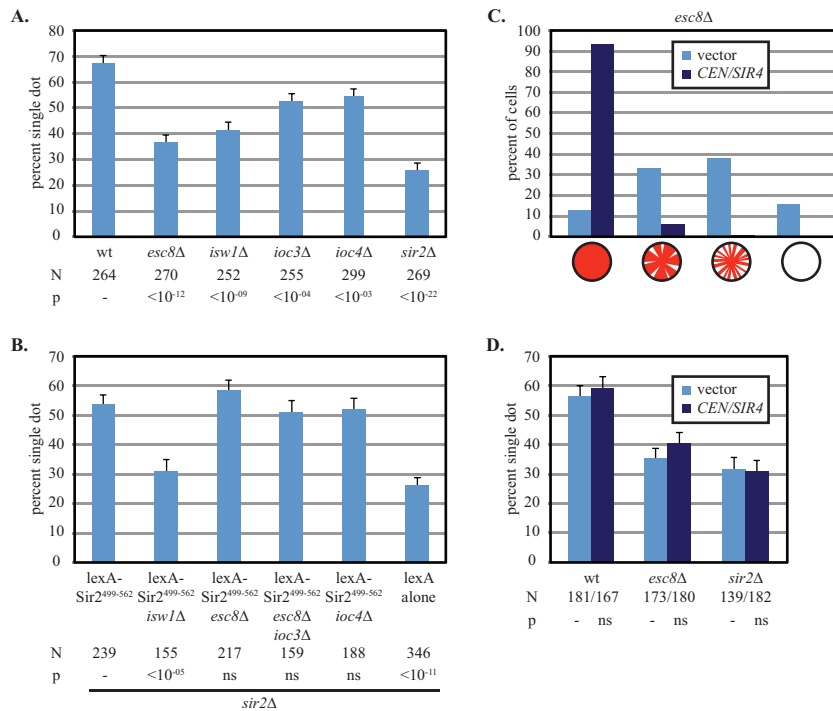 A.
percent single dot
80
70
60
50
40
30
20
10
0
wt esc8Δ isw1Δ ioc3Δ ioc4Δ sir2Δ
N 264 270 252 255 299 269
p - <10-12 <10-09 <10-04 <10-03 <10-22
B.
percent single dot
70
60
50
40
30
20
10
0
lexA- lexA- lexA- lexA- lexA- lexA
Sir2499-562 Sir2499-562 Sir2499-562 Sir2499-562 Sir2499-562 alone
isw1Δ esc8Δ esc8Δ ioc4Δ
ioc3Δ
N 239 155 217 159 188 346
p - <10-05 ns ns ns <10-11
sir2Δ
C.
esc8Δ
percent of cells
100
90
80
70
60
50
40
30
20
10
0
vector
CEN/SIR4
D.
percent single dot
70
60
50
40
30
20
10
0
vector
CEN/SIR4
wt esc8Δ sir2Δ
N 181/167 173/180 139/182
p - ns - ns - ns